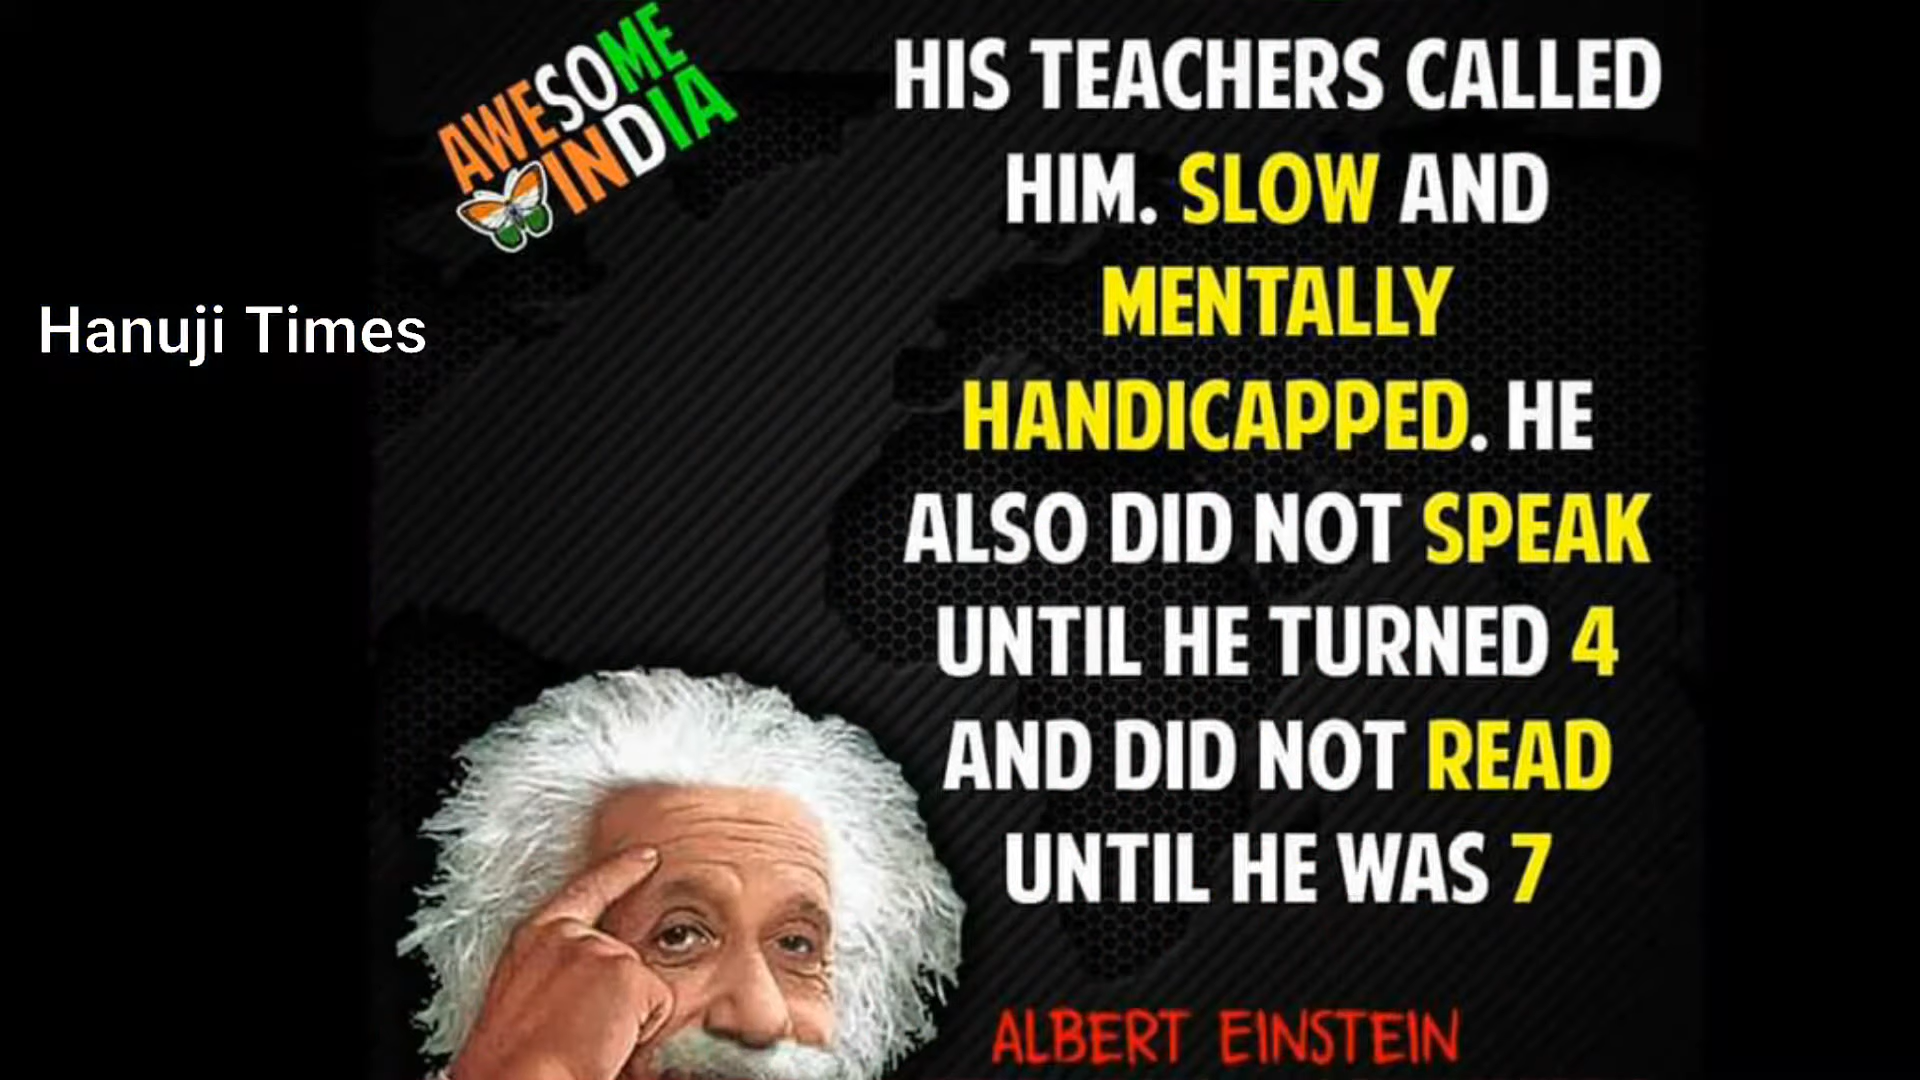 AWESOME
INDIA
Hanuji Times
HIS TEACHERS CALLED
HIM. SLOW AND
MENTALLY
HANDICAPPED. HE
ALSO DID NOT SPEAK
UNTIL HE TURNED 4
AND DID NOT READ
UNTIL HE WAS 7
ALBERT EINSTEIN